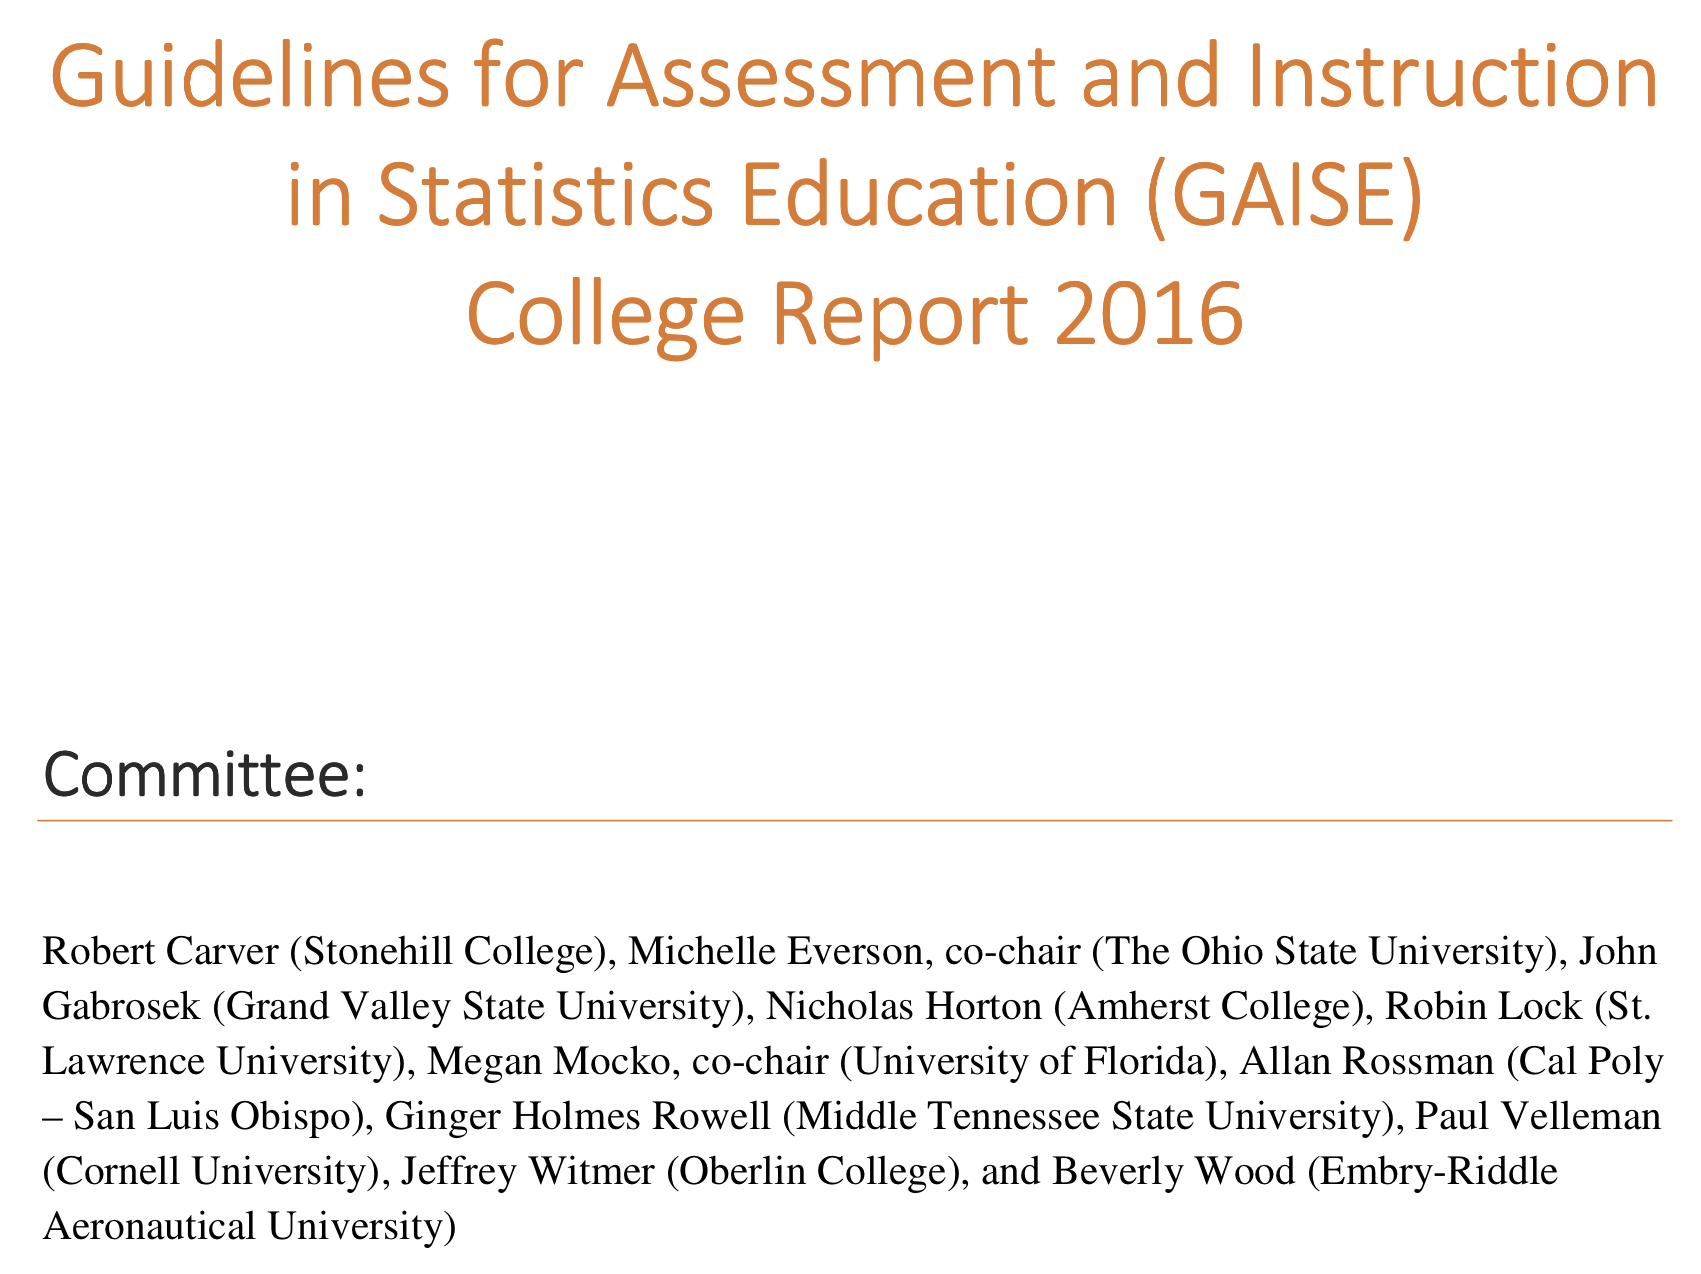 Guidelines for Assessment and Instruction
in Statistics Education (GAISE)
College Report 2016
Committee:
Robert Carver (Stonehill College), Michelle Everson, co-chair (The Ohio State University), John
Gabrosek (Grand Valley State University), Nicholas Horton (Amherst College), Robin Lock (St.
Lawrence University), Megan Mocko, co-chair (University of Florida), Allan Rossman (Cal Poly
– San Luis Obispo), Ginger Holmes Rowell (Middle Tennessee State University), Paul Velleman
(Cornell University), Jeffrey Witmer (Oberlin College), and Beverly Wood (Embry-Riddle
Aeronautical University)